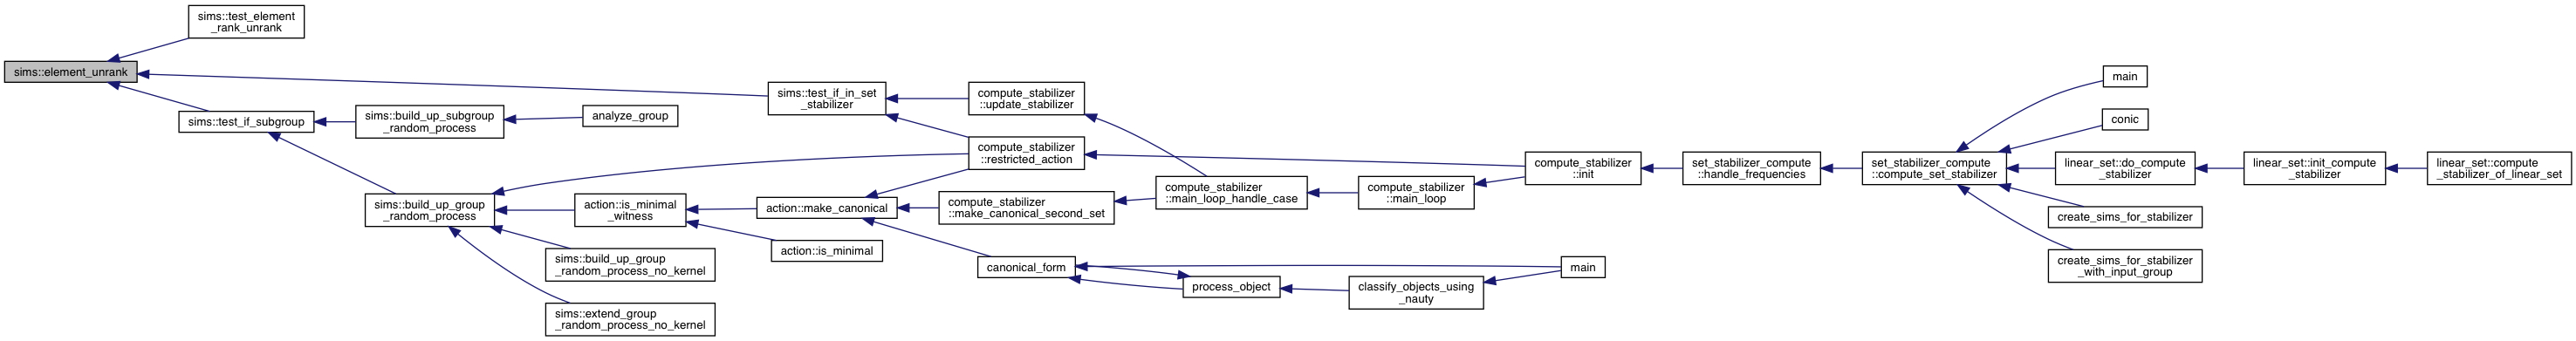 sims::element_unrank
sims::test_element
_rank_unrank
sims::test_if_in_set
_stabilizer
sims::test_if_subgroup
sims::build_up_subgroup
_random_process
analyze_group
sims::build_up_group
_random_process
action::is_minimal
_witness
sims::build_up_group
_random_process_no_kernel
sims::extend_group
_random_process_no_kernel
action::make_canonical
action::is_minimal
compute_stabilizer
::update_stabilizer
compute_stabilizer
::restricted_action
compute_stabilizer
::make_canonical_second_set
canonical_form
process_object
compute_stabilizer
::main_loop_handle_case
compute_stabilizer
::main_loop
classify_objects_using
_nauty
main
compute_stabilizer
::init
set_stabilizer_compute
::handle_frequencies
set_stabilizer_compute
::compute_set_stabilizer
main
conic
linear_set::do_compute
_stabilizer
create_sims_for_stabilizer
create_sims_for_stabilizer
_with_input_group
linear_set::init_compute
_stabilizer
linear_set::compute
_stabilizer_of_linear_set